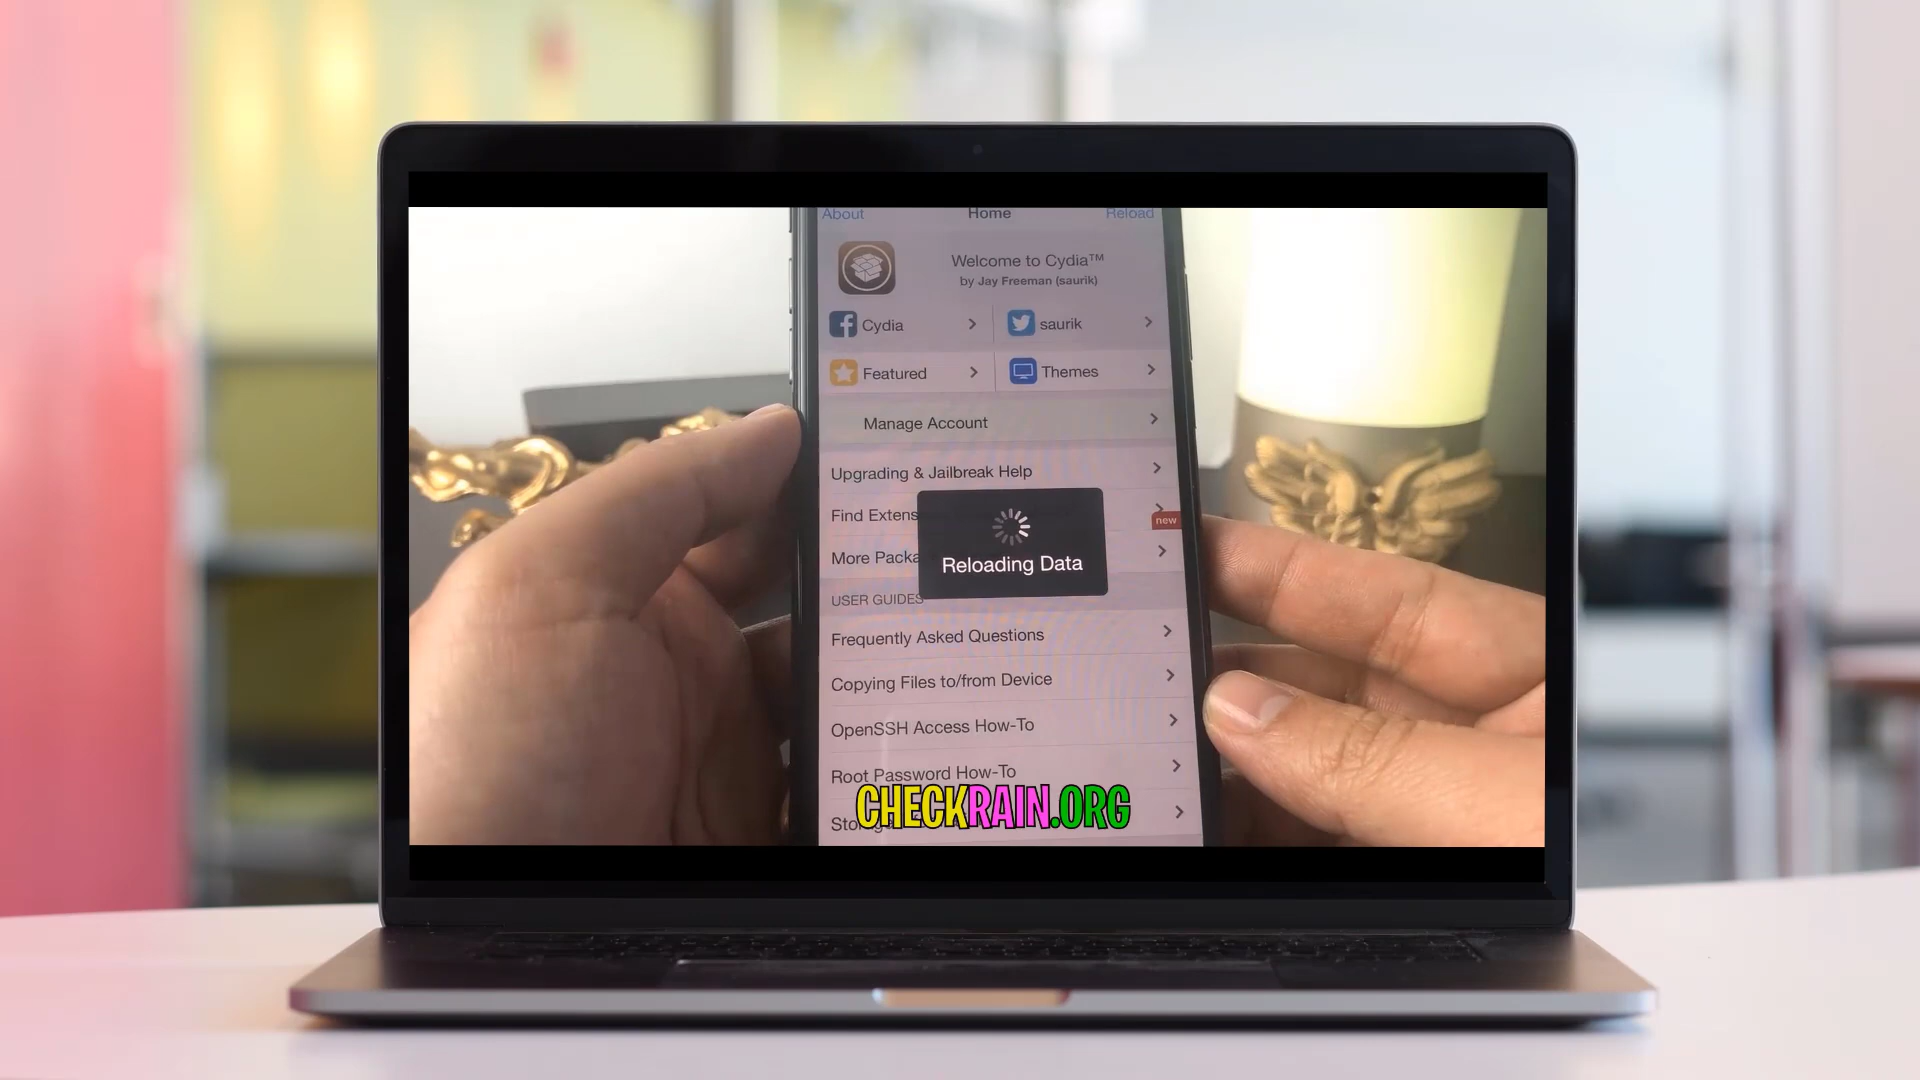 About Home Reload
Welcome to Cydia™
by Jay Freeman (saurik)
Cydia
saurik
Featured
Themes
Manage Account
Upgrading & Jailbreak Help
Find Extens
new
More Packa
Reloading Data
USER GUIDES
Frequently Asked Questions
Copying Files to/from Device
OpenSSH Access How-To
Root Password How-To
CHECKRAIN.ORG